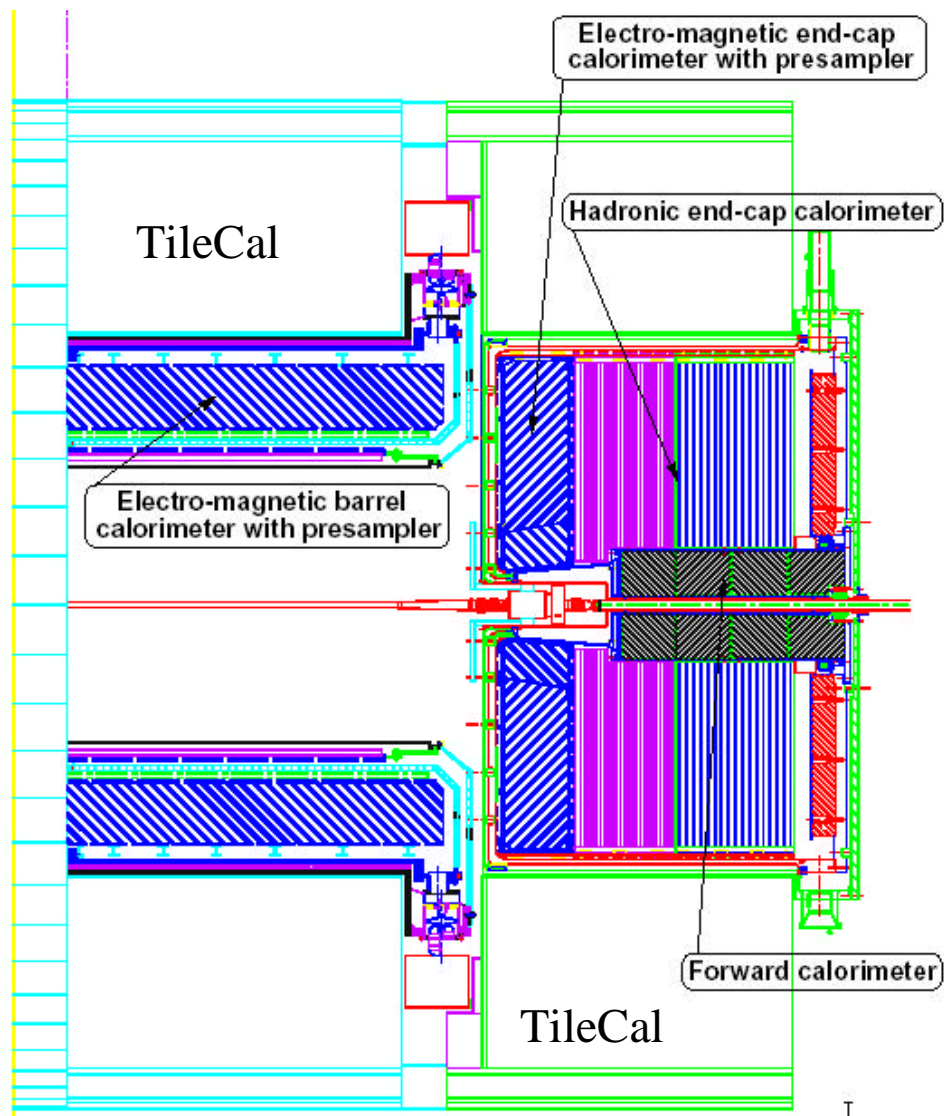 Electro-magnetic end-cap
calorimeter with presampler
Hadronic end-cap calorimeter
TileCal
Electro-magnetic barrel
calorimeter with presampler
Forward calorimeter
TileCal
T